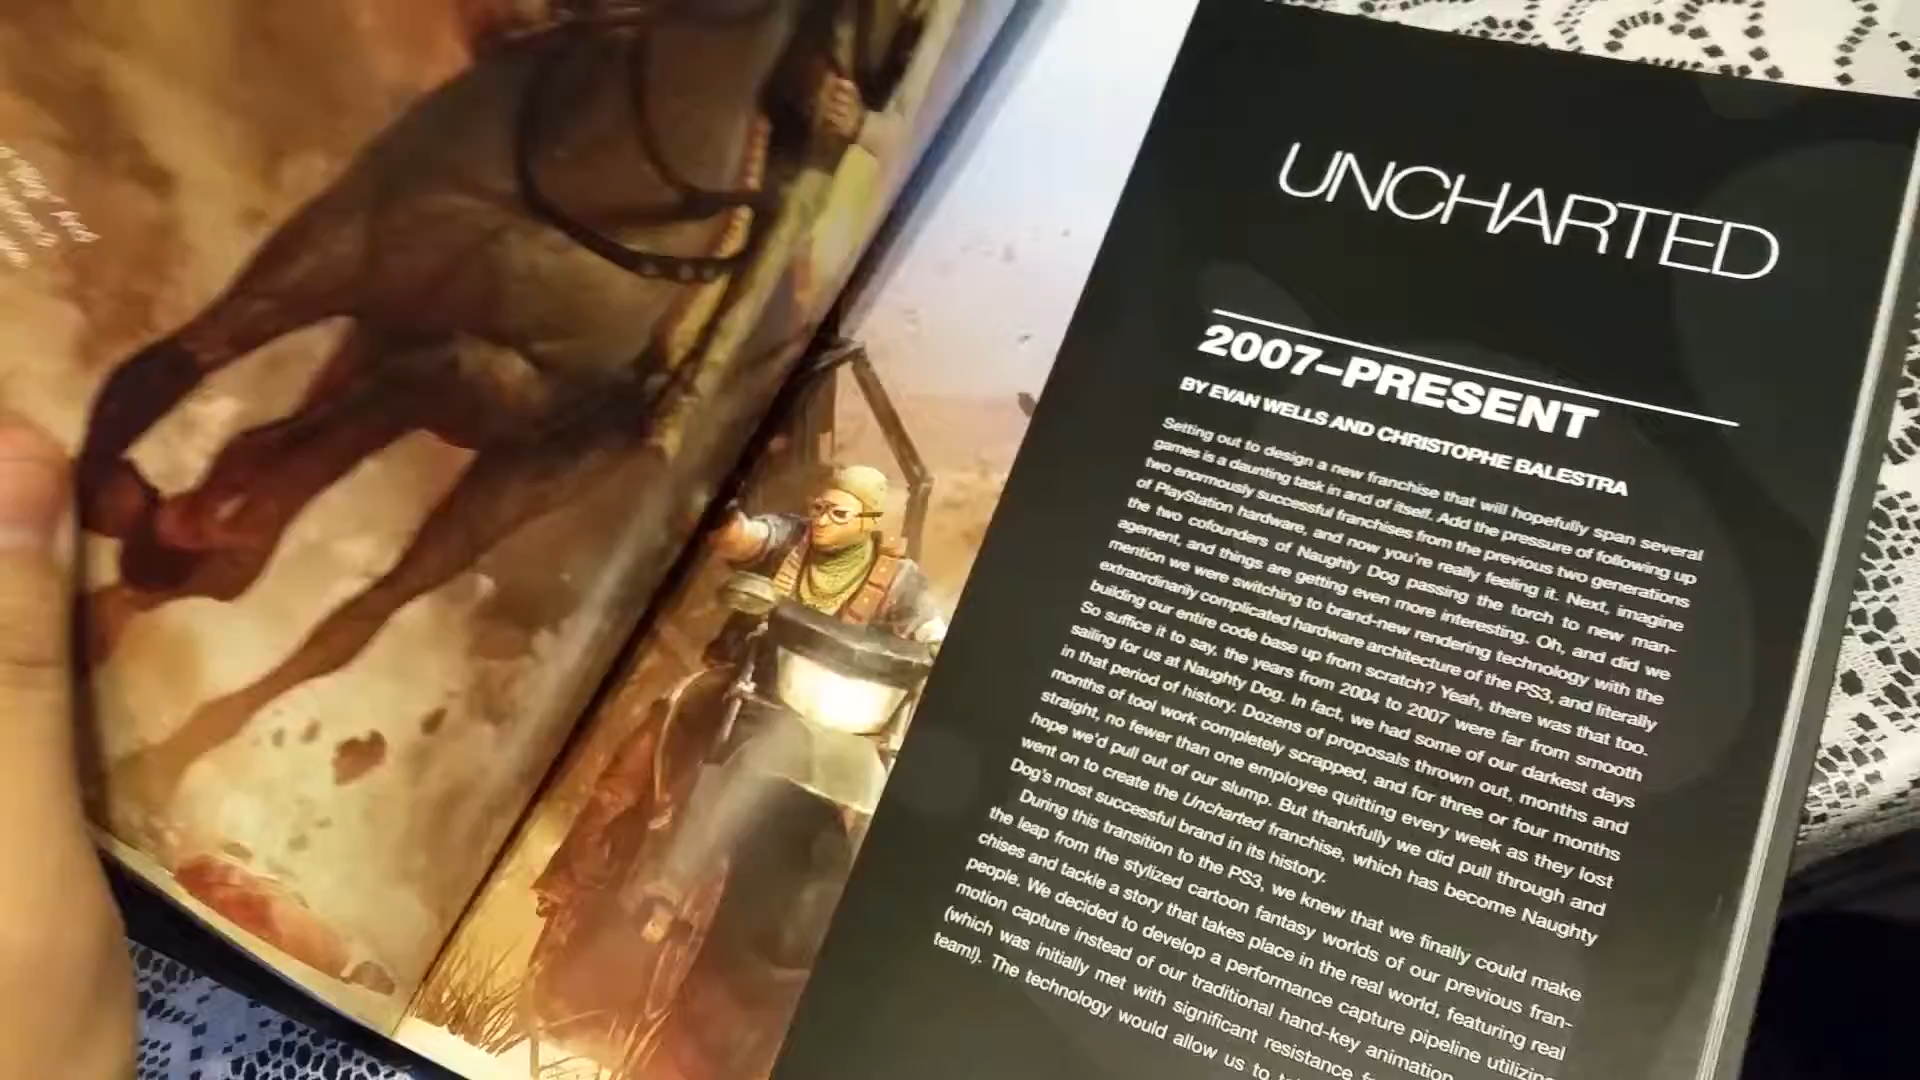 UNCHARTED
2007–PRESENT
BY EVAN WELLS AND CHRISTOPHE BALESTRA
Setting out to design a new franchise that will hopefully span several
games is a daunting task in and of itself. Add the pressure of following up
two enormously successful franchises from the previous two generations
of PlayStation hardware, and now you're really feeling it. Next, imagine
the two cofounders of Naughty Dog passing the torch to new man-
agement, and things are getting even more interesting. Oh, and did we
mention we were switching to brand-new rendering technology with the
extraordinarily complicated hardware architecture of the PS3, and literally
building our entire code base up from scratch? Yeah, there was that too.
So suffice it to say, the years from 2004 to 2007 were far from smooth
sailing for us at Naughty Dog. In fact, we had some of our darkest days
in that period of history. Dozens of proposals thrown out, months and
months of tool work completely scrapped, and for three or four months
straight, no fewer than one employee quitting every week as they lost
hope we'd pull out of our slump. But thankfully we did pull through and
went on to create the Uncharted franchise, which has become Naughty
Dog's most successful brand in its history.
During this transition to the PS3, we knew that we finally could make
the leap from the stylized cartoon fantasy worlds of our previous fran-
chises and tackle a story that takes place in the real world, featuring real
people. We decided to develop a performance capture pipeline utilizing
motion capture instead of our traditional hand-key animation
(which was initially met with significant resistance
team!). The technology would allow us to